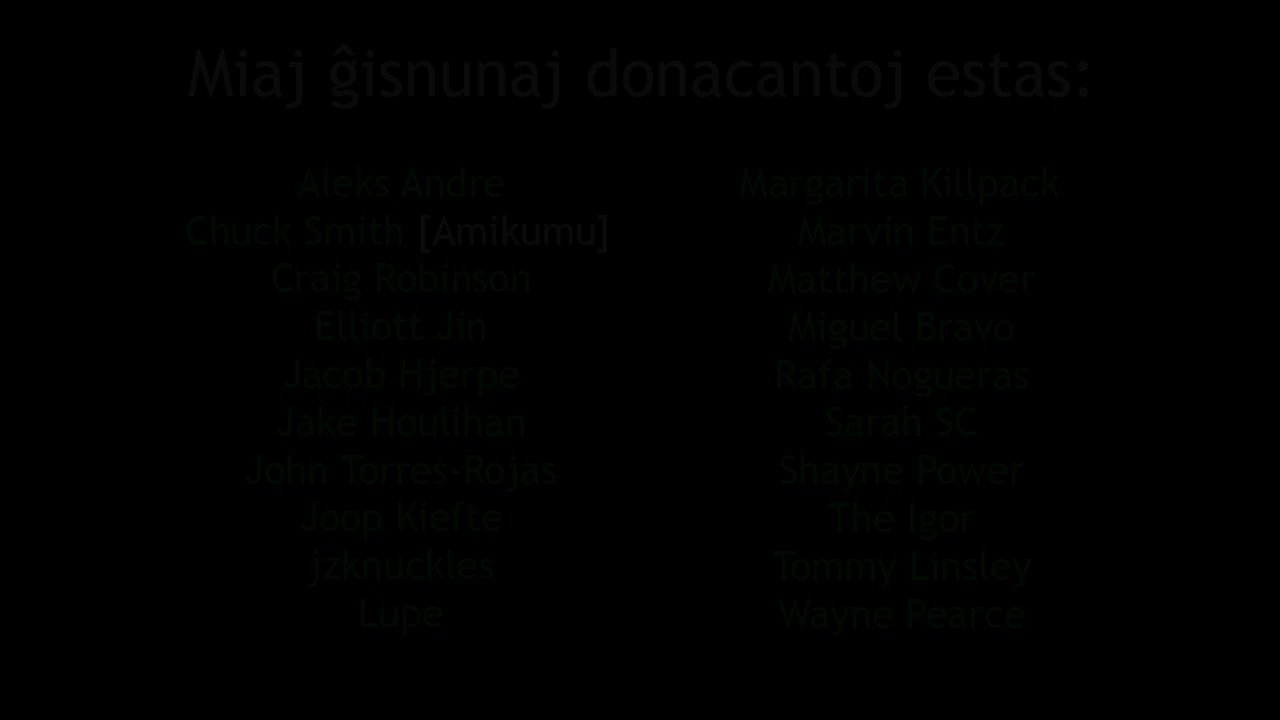 Miaj ĝisnunaj donacantoj estas:
Aleks Andre
Chuck Smith [Amikumu]
Craig Robinson
Elliott Jin
Jacob Hjerpe
Jake Houlihan
John Torres-Rojas
Joop Kiefte
jzknuckles
Lupe
Margarita Killpack
Marvin Entz
Matthew Cover
Miguel Bravo
Rafa Nogueras
Sarah SC
Shayne Power
The Igor
Tommy Linsley
Wayne Pearce